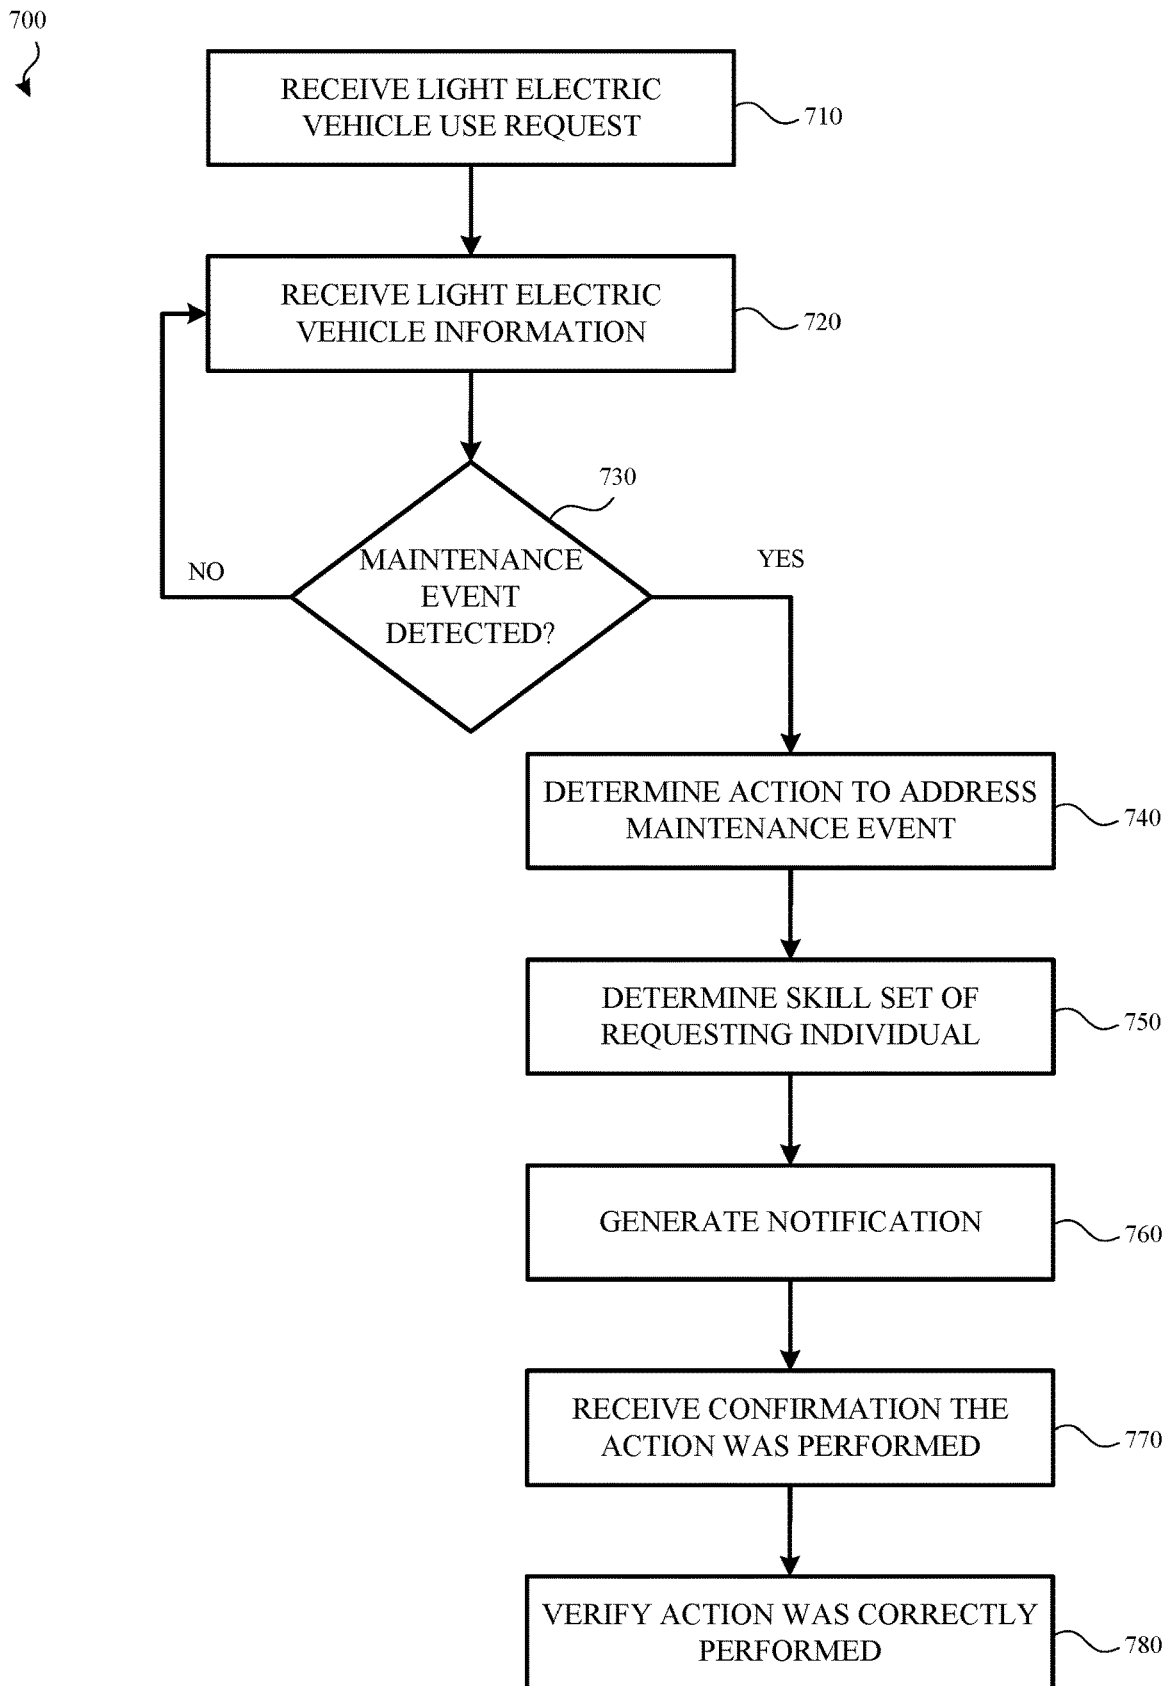 700
RECEIVE LIGHT ELECTRIC
VEHICLE USE REQUEST
710
RECEIVE LIGHT ELECTRIC
VEHICLE INFORMATION
720
730
MAINTENANCE
EVENT
DETECTED?
NO
YES
DETERMINE ACTION TO ADDRESS
MAINTENANCE EVENT
740
DETERMINE SKILL SET OF
REQUESTING INDIVIDUAL
750
GENERATE NOTIFICATION
760
RECEIVE CONFIRMATION THE
ACTION WAS PERFORMED
770
VERIFY ACTION WAS CORRECTLY
PERFORMED
780